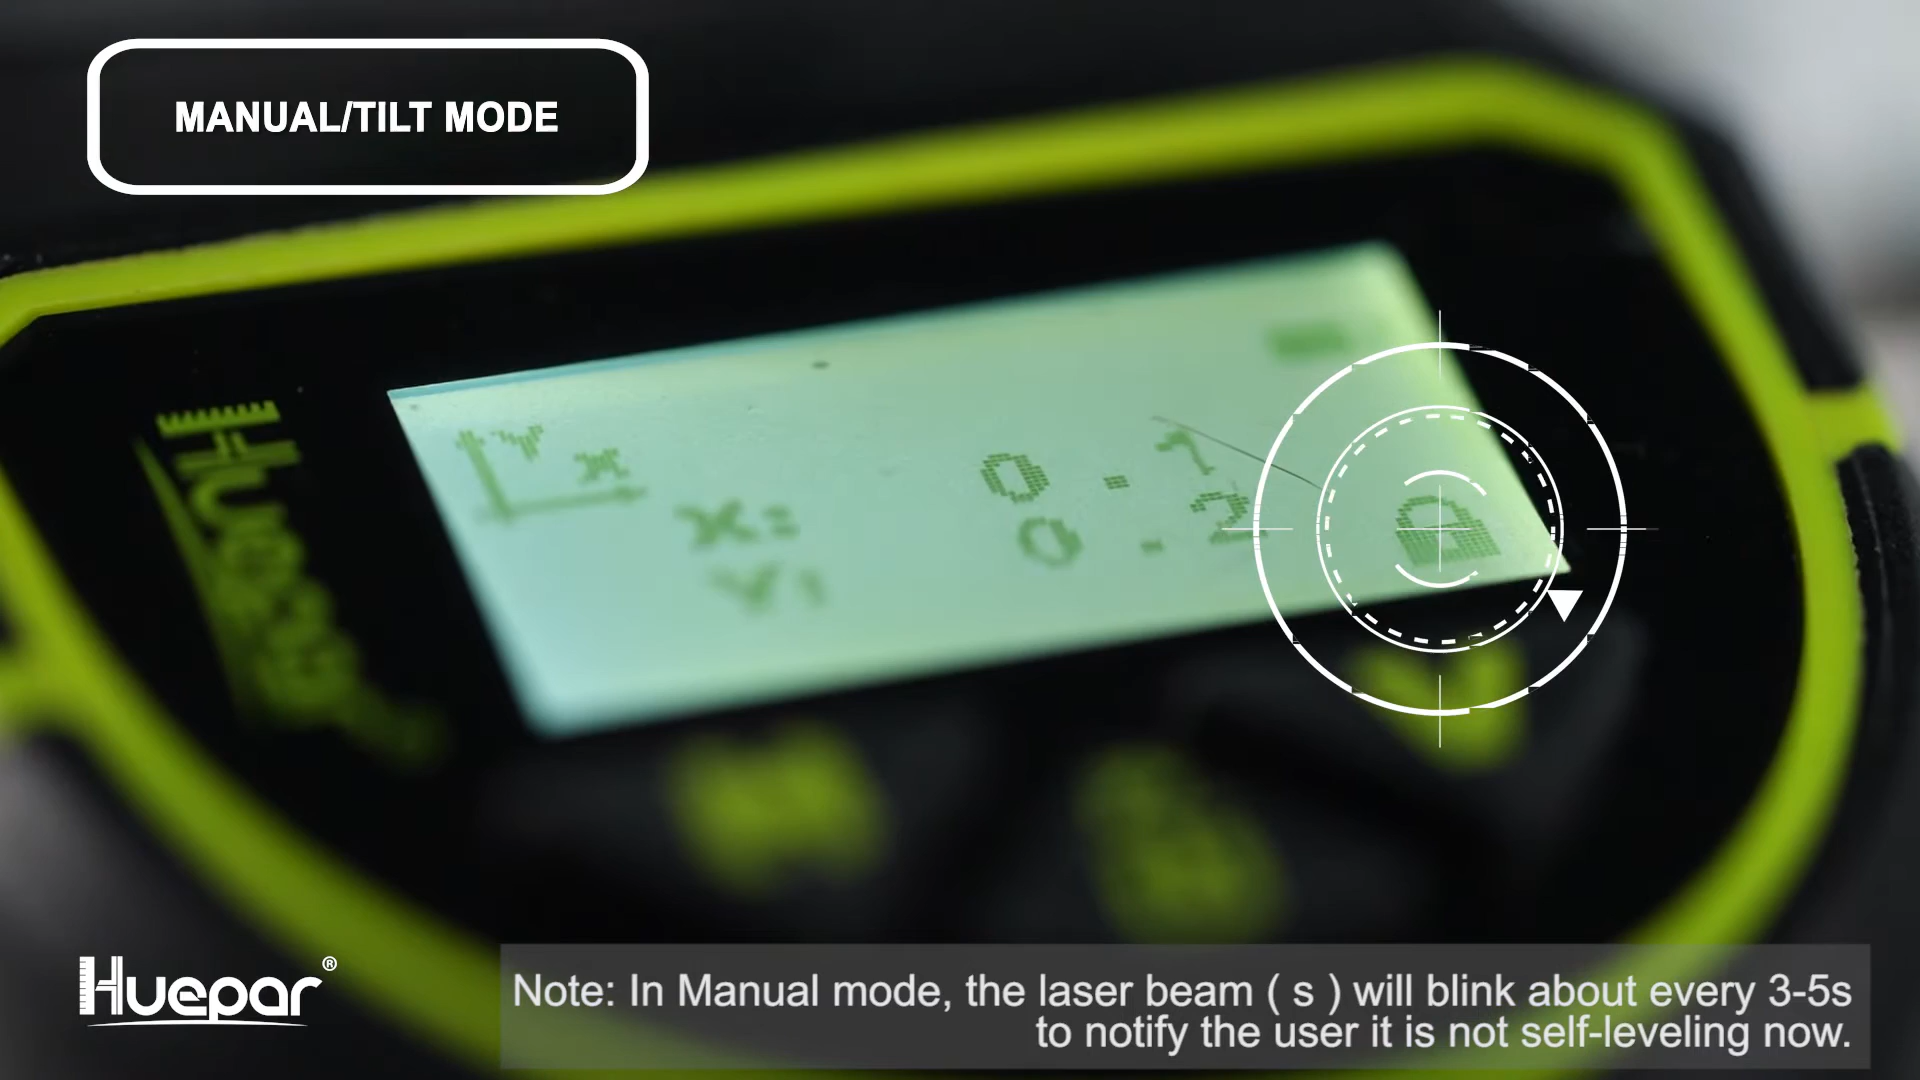 MANUAL/TILT MODE
Huepar
Y
X
X: 0.1
Y: 0.2
Huepar®
Note: In Manual mode, the laser beam ( s ) will blink about every 3-5s
to notify the user it is not self-leveling now.